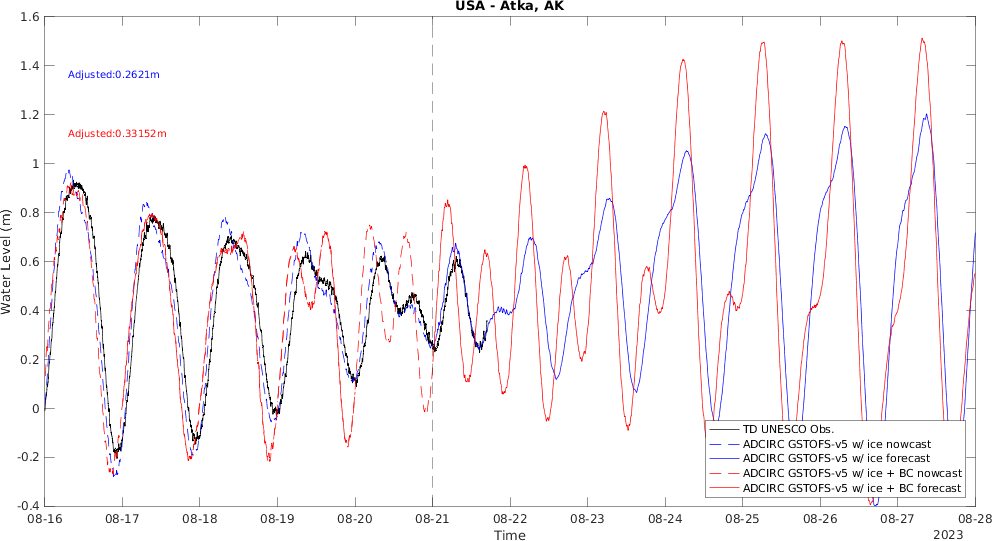 USA - Atka, AK
1.6
1.4
1.2
1
0.8
0.6
0.4
0.2
0
-0.2
-0.4
Water Level (m)
Adjusted:0.2621m
Adjusted:0.33152m
TD UNESCO Obs.
ADCIRC GSTOFS-v5 w/ ice nowcast
ADCIRC GSTOFS-v5 w/ ice forecast
ADCIRC GSTOFS-v5 w/ ice + BC nowcast
ADCIRC GSTOFS-v5 w/ ice + BC forecast
08-16 08-17 08-18 08-19 08-20 08-21 08-22 08-23 08-24 08-25 08-26 08-27 08-28
Time
2023